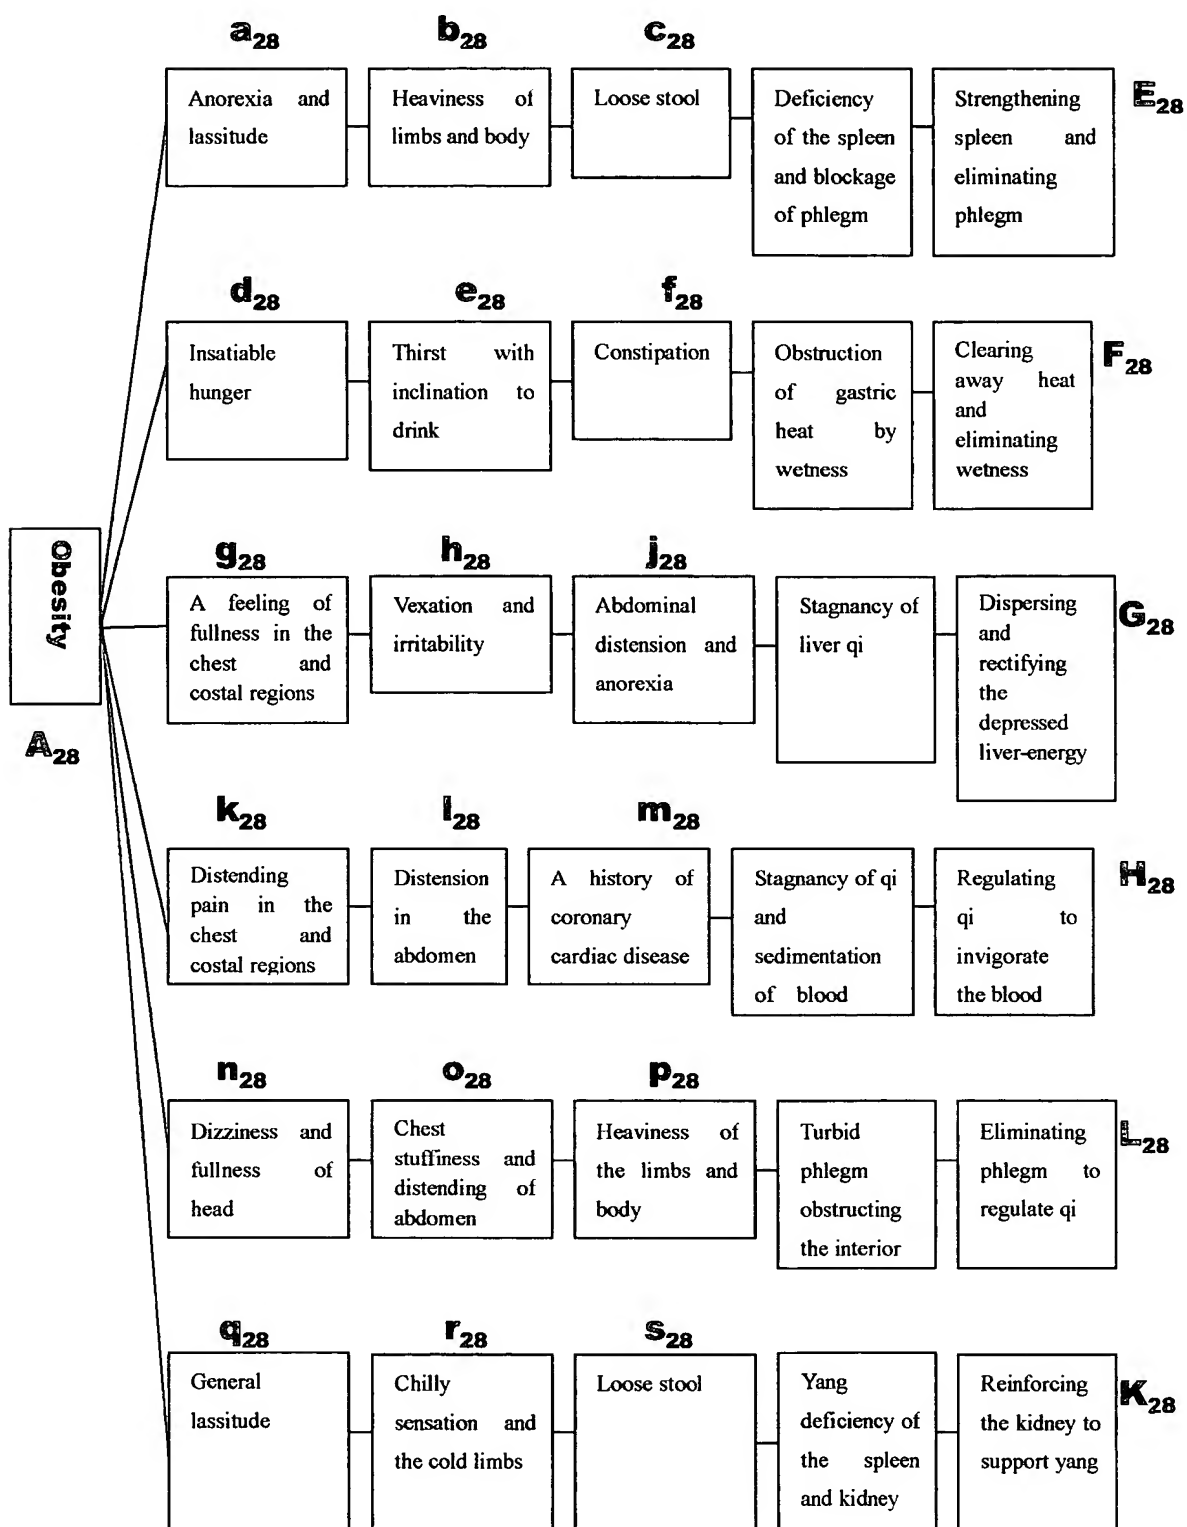 a28 b28 c28
Anorexia and
lassitude
Heaviness of
limbs and body
Loose stool
Deficiency
of the spleen
and blockage
of phlegm
Strengthening
spleen and
eliminating
phlegm
E28
d28 e28 f28
Insatiable
hunger
Thirst with
inclination to
drink
Constipation
Obstruction
of gastric
heat by
wetness
Clearing
away heat
and
eliminating
wetness
F28
Obesity
A28
g28 h28 j28
A feeling of
fullness in the
chest and
costal regions
Vexation and
irritability
Abdominal
distension and
anorexia
Stagnancy of
liver qi
Dispersing
and
rectifying
the
depressed
liver-energy
G28
k28 l28 m28
Distending
pain in the
chest and
costal regions
Distension
in the
abdomen
A history of
coronary
cardiac disease
Stagnancy of qi
and
sedimentation
of blood
Regulating
qi to
invigorate
the blood
H28
n28 o28 p28
Dizziness and
fullness of
head
Chest
stuffiness and
distending of
abdomen
Heaviness of
the limbs and
body
Turbid
phlegm
obstructing
the interior
Eliminating
phlegm to
regulate qi
L28
q28 r28 s28
General
lassitude
Chilly
sensation and
the cold limbs
Loose stool
Yang
deficiency of
the spleen
and kidney
Reinforcing
the kidney to
support yang
K28